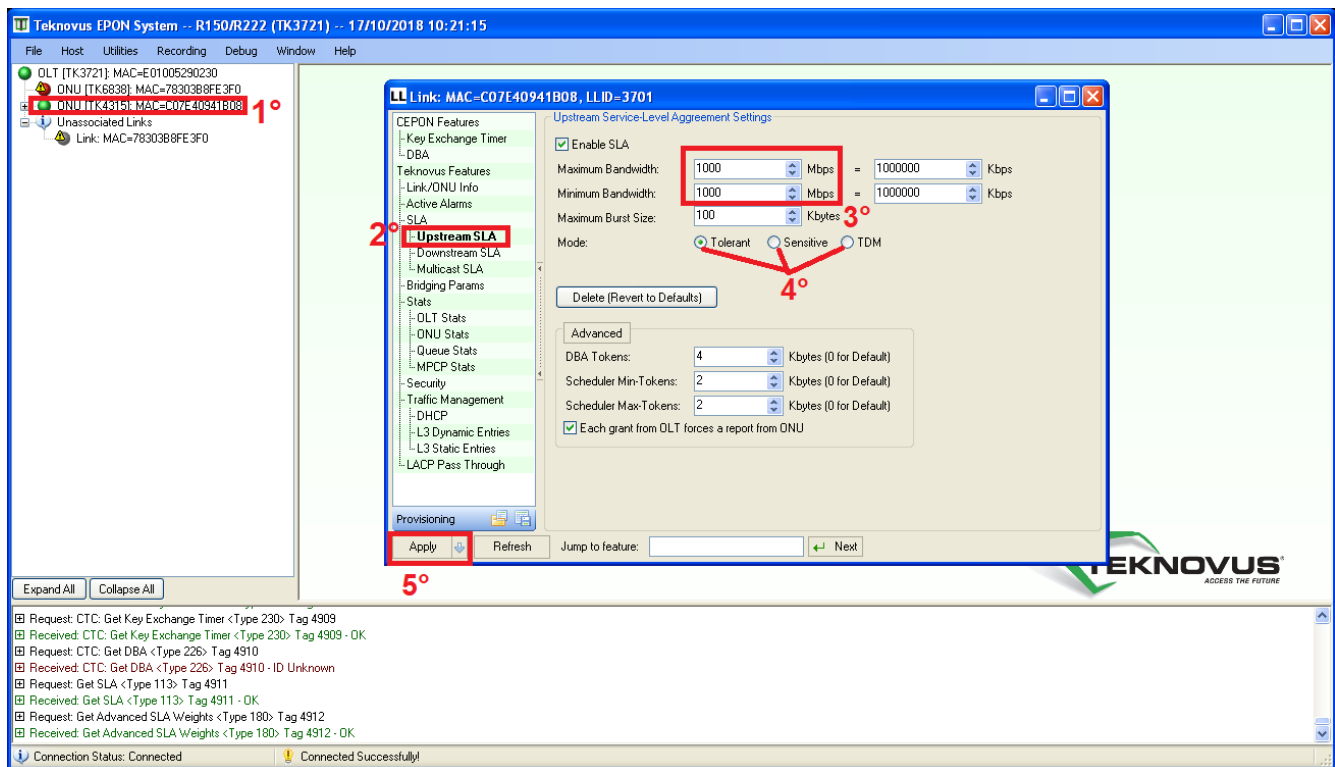 Teknovus EPON System -- R150/R222 (TK3721) -- 17/10/2018 10:21:15
File Host Utilities Recording Debug Window Help
OLT [TK3721]: MAC=E01005290230
ONU [TK6838]: MAC=78303B8FE3F0
ONU [TK4315]: MAC=C07E40941B08
1°
Unassociated Links
Link: MAC=78303B8FE3F0
Expand All Collapse All
LL Link: MAC=C07E40941B08, LLID=3701
CEPON Features
Key Exchange Timer
DBA
Teknovus Features
Link/ONU Info
Active Alarms
SLA
2° Upstream SLA
Downstream SLA
Multicast SLA
Bridging Params
Stats
OLT Stats
ONU Stats
Queue Stats
MPCP Stats
Security
Traffic Management
DHCP
L3 Dynamic Entries
L3 Static Entries
LACP Pass Through
Provisioning
Upstream Service-Level Aggreement Settings
Enable SLA
Maximum Bandwidth: 1000 Mbps = 1000000 Kbps
Minimum Bandwidth: 1000 Mbps = 1000000 Kbps
Maximum Burst Size: 100 Kbytes 3°
Mode: Tolerant Sensitive TDM
4°
Delete (Revert to Defaults)
Advanced
DBA Tokens: 4 Kbytes (0 for Default)
Scheduler Min-Tokens: 2 Kbytes (0 for Default)
Scheduler Max-Tokens: 2 Kbytes (0 for Default)
Each grant from OLT forces a report from ONU
Apply Refresh Jump to feature: Next
5°
TEKNOVUS
ACCESS THE FUTURE
Request: CTC: Get Key Exchange Timer <Type 230> Tag 4909
Received: CTC: Get Key Exchange Timer <Type 230> Tag 4909 - OK
Request: CTC: Get DBA <Type 226> Tag 4910
Received: CTC: Get DBA <Type 226> Tag 4910 - ID Unknown
Request: Get SLA <Type 113> Tag 4911
Received: Get SLA <Type 113> Tag 4911 - OK
Request: Get Advanced SLA Weights <Type 180> Tag 4912
Received: Get Advanced SLA Weights <Type 180> Tag 4912 - OK
Connection Status: Connected Connected Successfully!